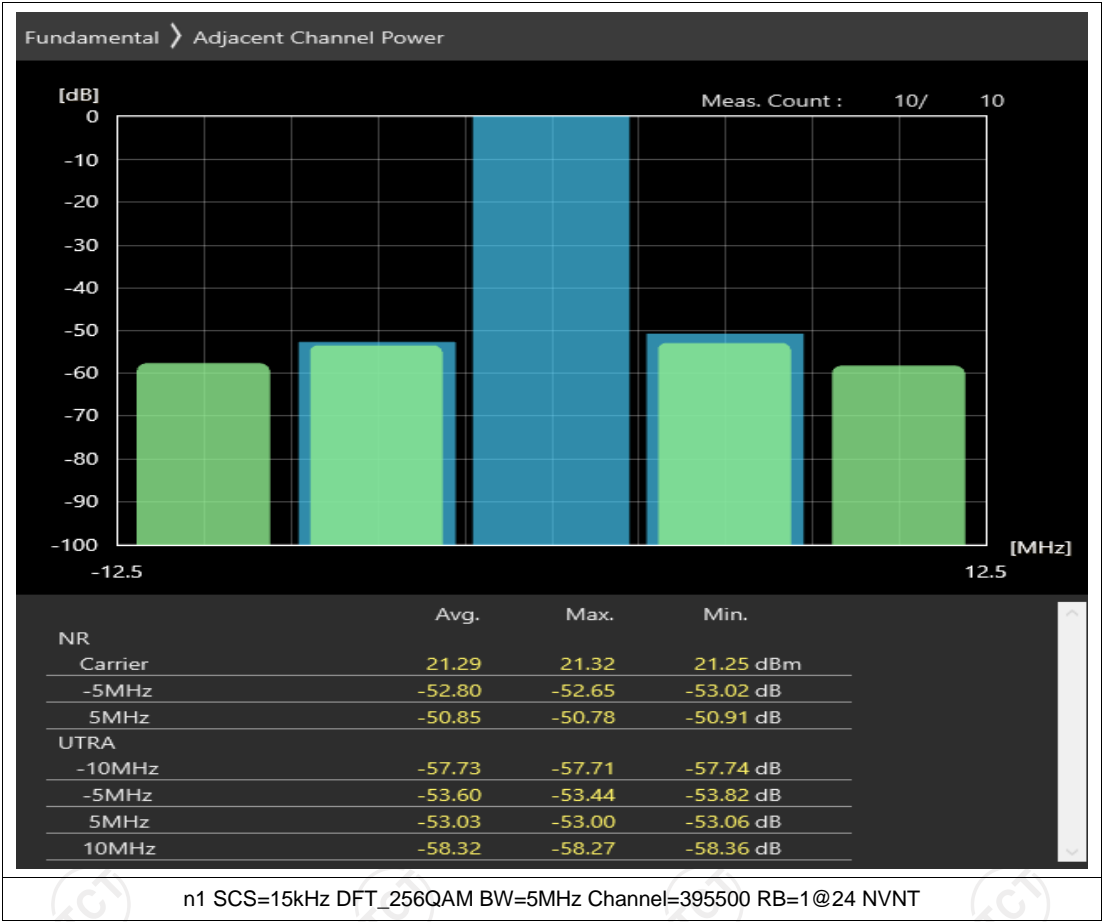 Fundamental ❯ Adjacent Channel Power
[dB]
Meas. Count : 10/ 10
0
-10
-20
-30
-40
-50
-60
-70
-80
-90
-100
[MHz]
-12.5 12.5
Avg. Max. Min.
NR
Carrier 21.29 21.32 21.25 dBm
-5MHz -52.80 -52.65 -53.02 dB
5MHz -50.85 -50.78 -50.91 dB
UTRA
-10MHz -57.73 -57.71 -57.74 dB
-5MHz -53.60 -53.44 -53.82 dB
5MHz -53.03 -53.00 -53.06 dB
10MHz -58.32 -58.27 -58.36 dB
n1 SCS=15kHz DFT_256QAM BW=5MHz Channel=395500 RB=1@24 NVNT
TCT TCT TCT TCT